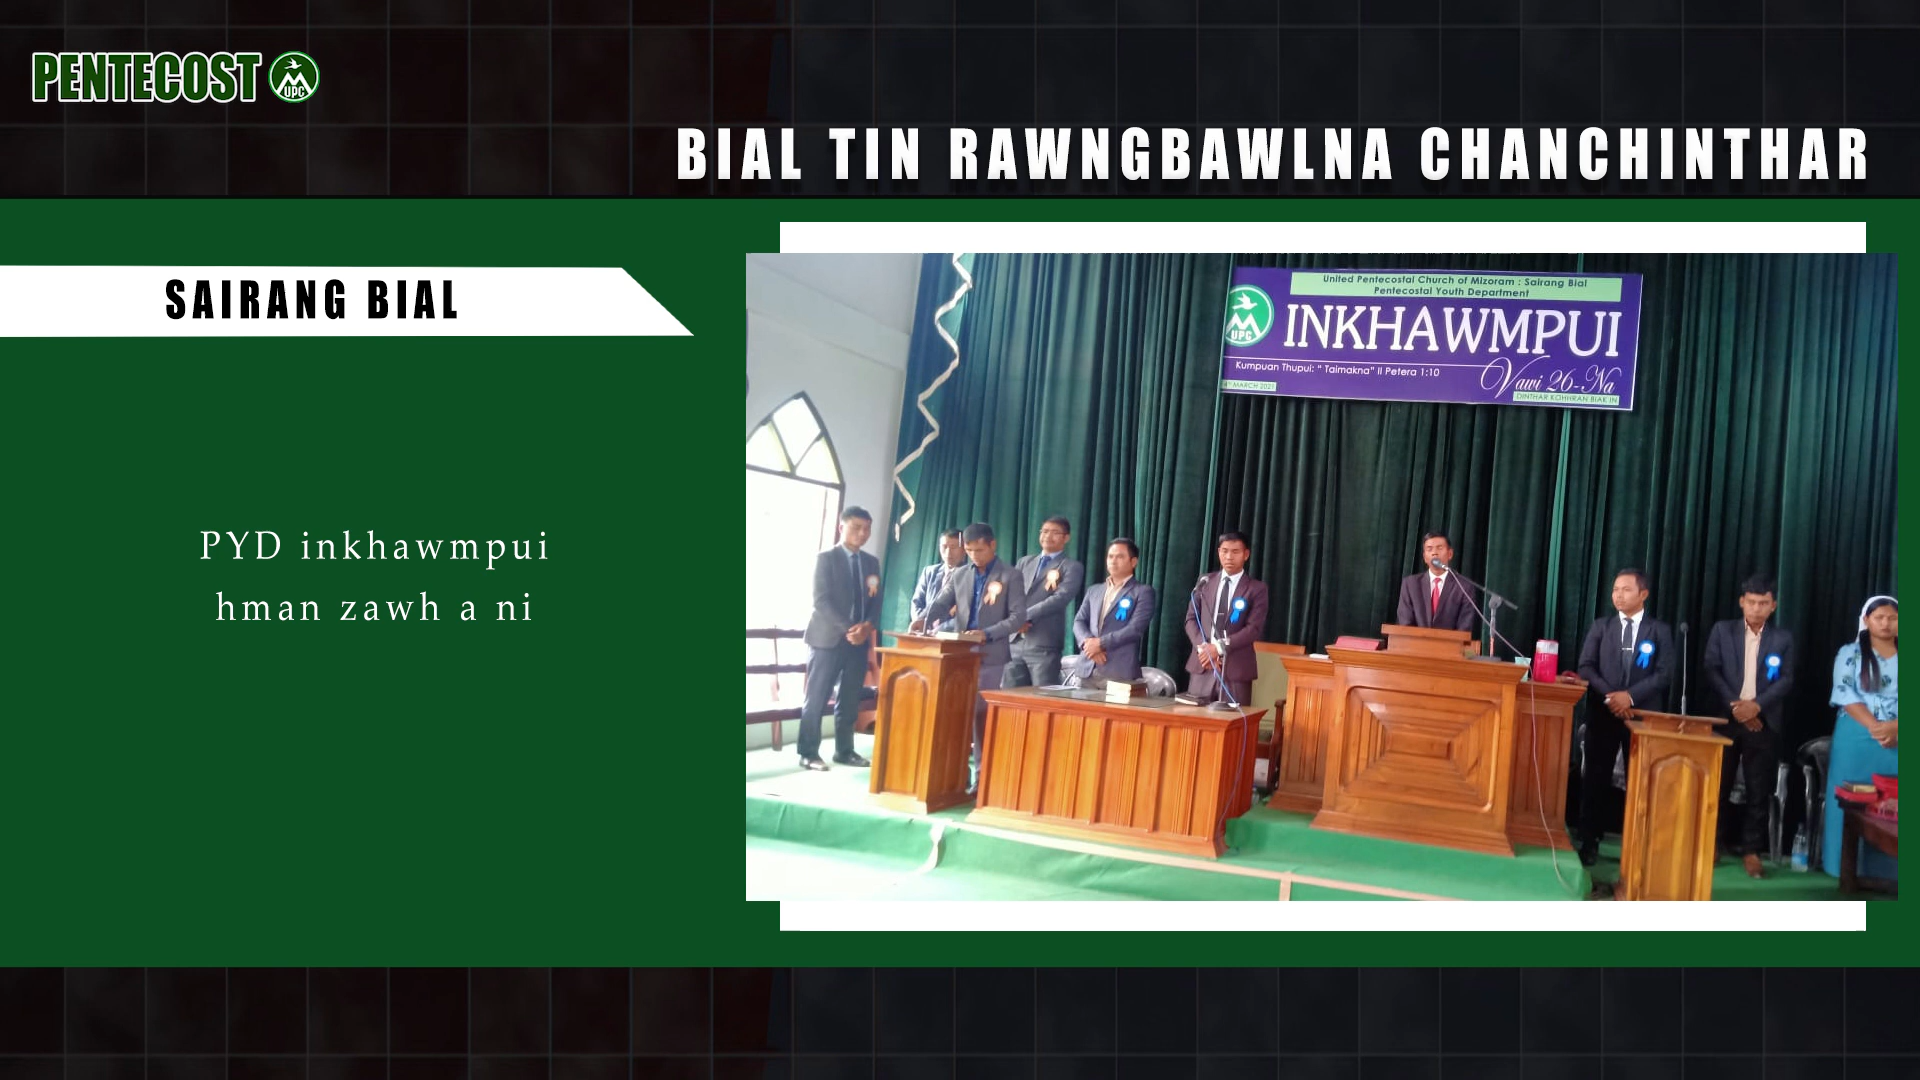 PENTECOST
UPC
BIAL TIN RAWNGBAWLNA CHANCHINTHAR
SAIRANG BIAL
PYD inkhawmpui
hman zawh a ni
United Pentecostal Church of Mizoram : Sairang Bial
Pentecostal Youth Department
UPC
INKHAWMPUI
Kumpuan Thupui: " Taimakna" II Petera 1:10
Vawi 26-Na
MARCH 2021
DINTHAR KOHHRAN BIAK IN